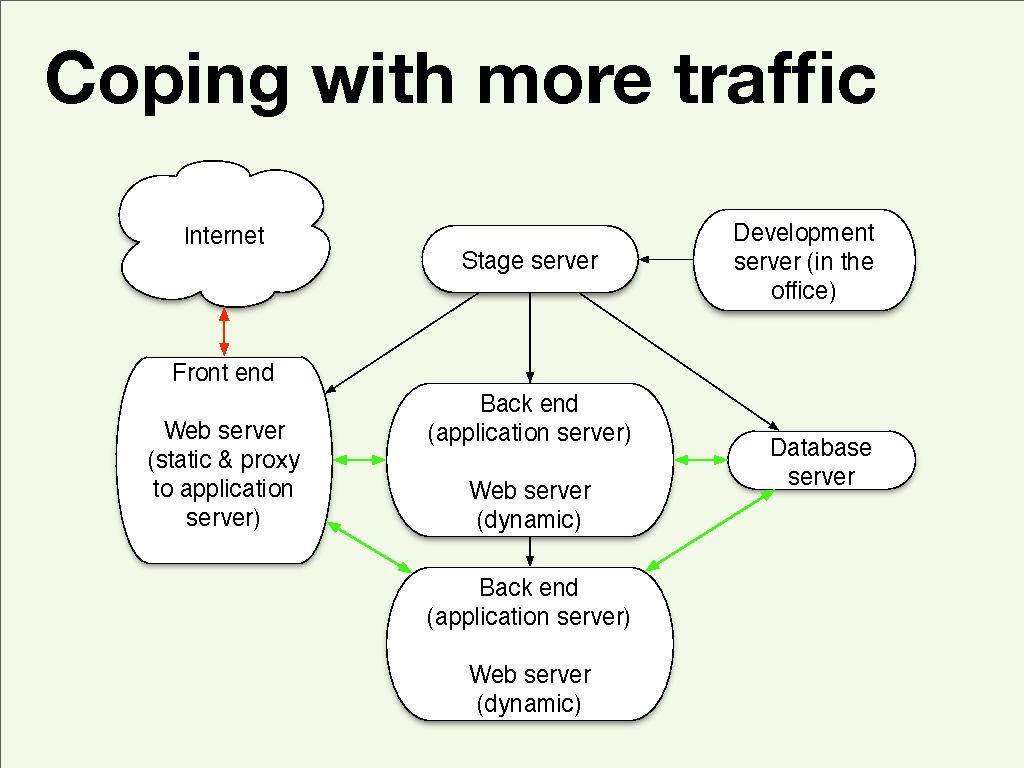 Coping with more traffic
Internet
Stage server
Development
server (in the
office)
Front end
Web server
(static & proxy
to application
server)
Back end
(application server)
Web server
(dynamic)
Database
server
Back end
(application server)
Web server
(dynamic)